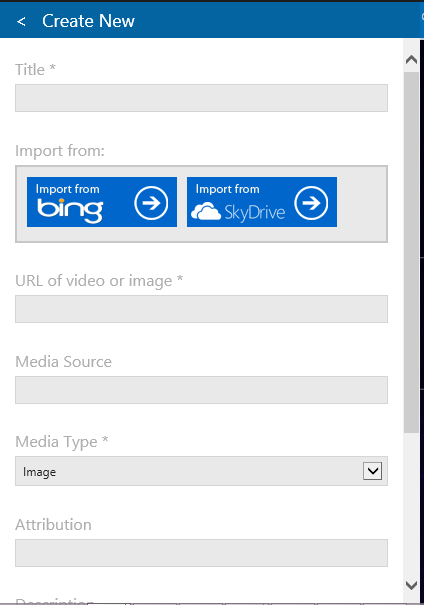 < Create New
Title *
Import from:
Import from
bing
Import from
SkyDrive
URL of video or image *
Media Source
Media Type *
Image
Attribution
Description